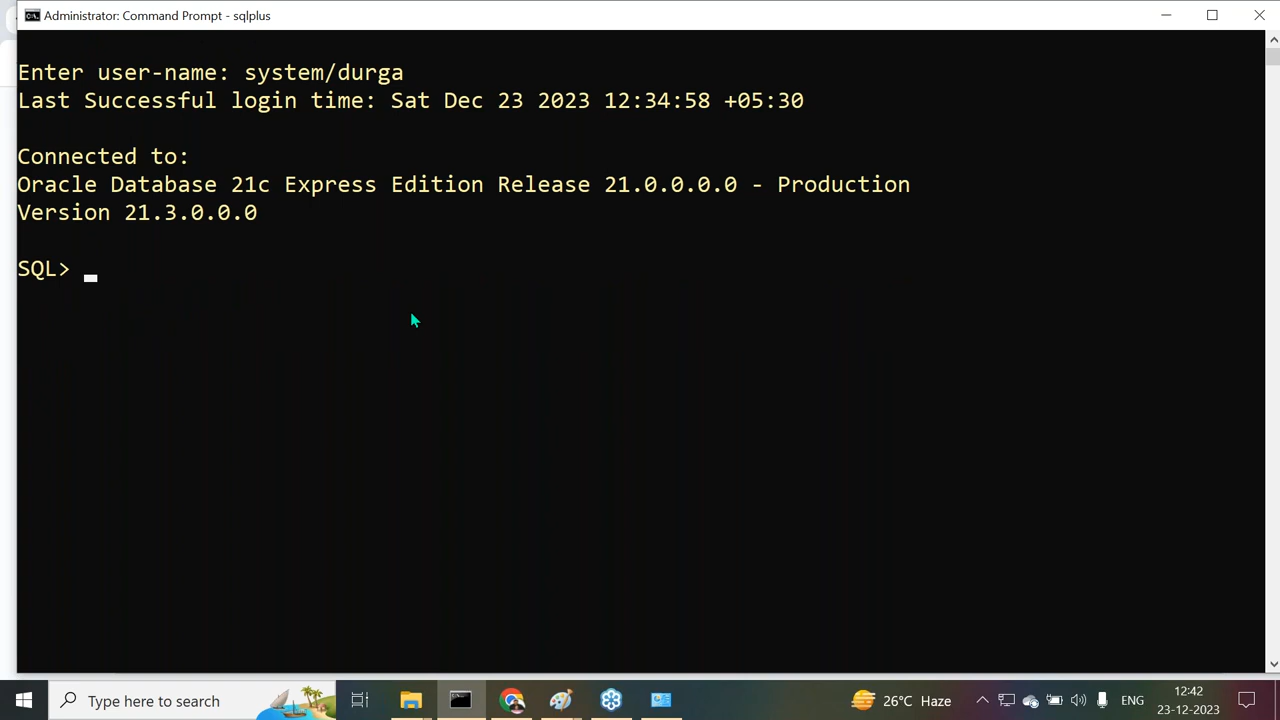 Administrator: Command Prompt - sqlplus
Enter user-name: system/durga
Last Successful login time: Sat Dec 23 2023 12:34:58 +05:30
Connected to:
Oracle Database 21c Express Edition Release 21.0.0.0.0 - Production
Version 21.3.0.0.0
SQL>
Type here to search
26°C Haze
ENG
12:42
23-12-2023